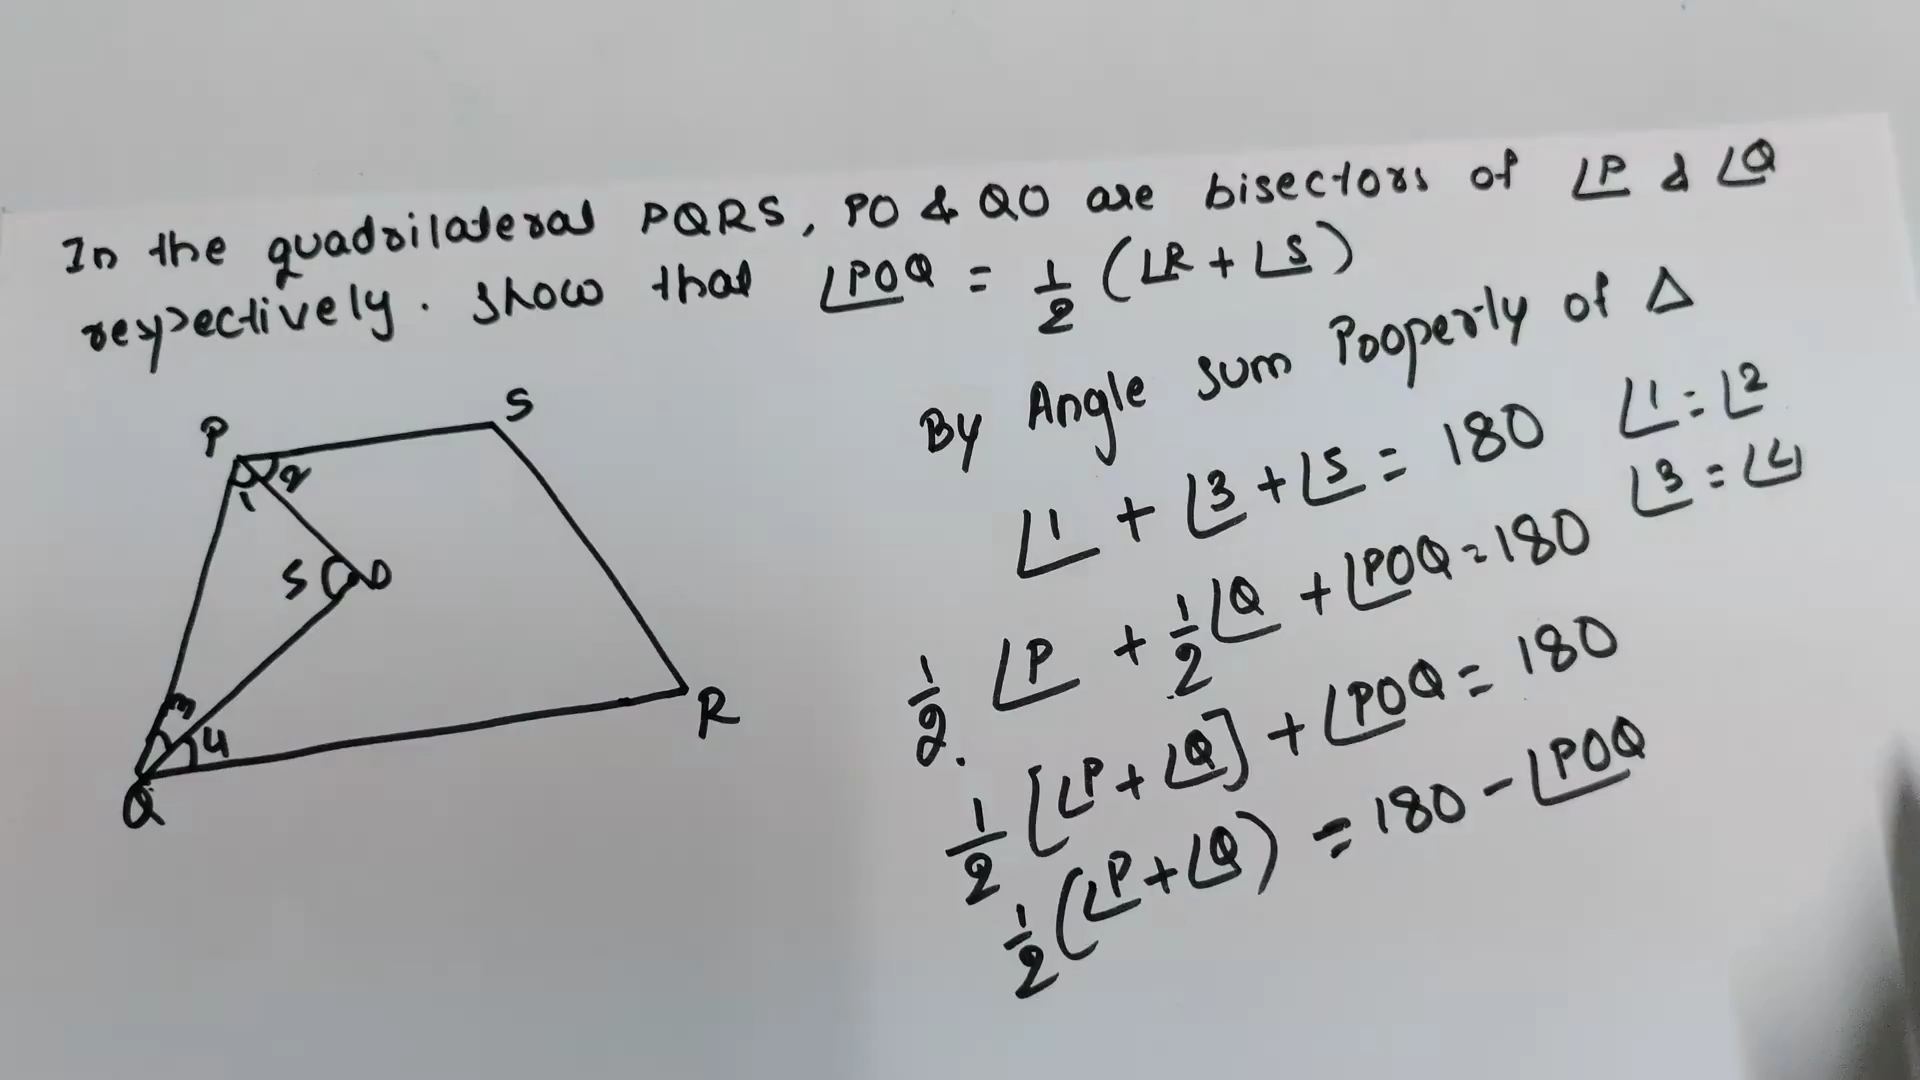 In the quadrilateral PQRS, PO & QO are bisectors of ∠P & ∠Q
respectively. Show that ∠POQ = 1/2 (∠R + ∠S)
By Angle sum Property of Δ
∠1 + ∠3 + ∠5 = 180 ∠1 = ∠2
∠3 = ∠4
1/2 ∠P + 1/2 ∠Q + ∠POQ = 180
1/2 [∠P + ∠Q] + ∠POQ = 180
1/2 (∠P + ∠Q) = 180 - ∠POQ
P
S
1
2
5
O
3
4
Q
R